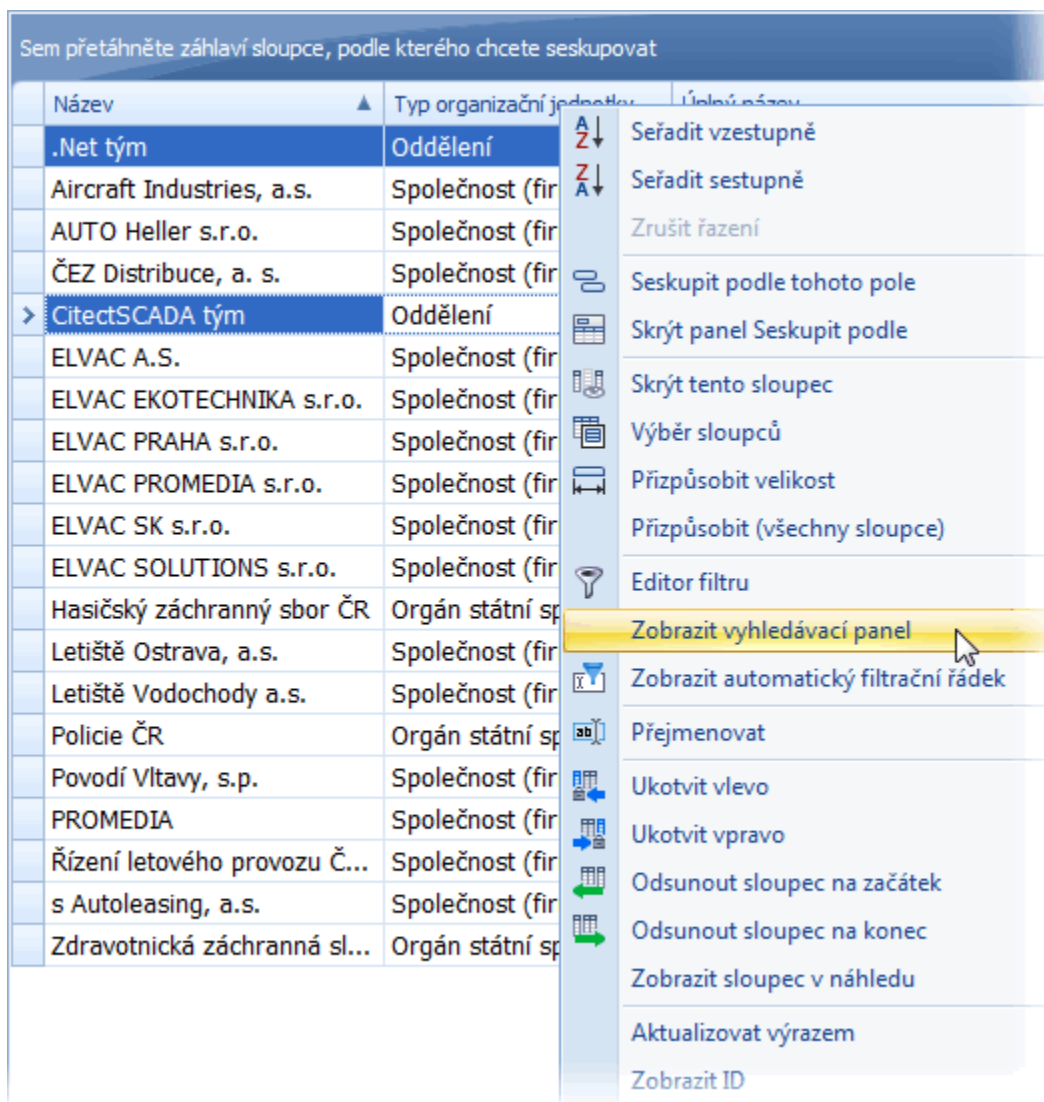 Sem přetáhněte záhlaví sloupce, podle kterého chcete seskupovat
Název Typ organizační jednotky Úplný název
.Net tým Oddělení
Aircraft Industries, a.s. Společnost (fir
AUTO Heller s.r.o. Společnost (fir
ČEZ Distribuce, a. s. Společnost (fir
CitectSCADA tým Oddělení
ELVAC A.S. Společnost (fir
ELVAC EKOTECHNIKA s.r.o. Společnost (fir
ELVAC PRAHA s.r.o. Společnost (fir
ELVAC PROMEDIA s.r.o. Společnost (fir
ELVAC SK s.r.o. Společnost (fir
ELVAC SOLUTIONS s.r.o. Společnost (fir
Hasičský záchranný sbor ČR Orgán státní sp
Letiště Ostrava, a.s. Společnost (fir
Letiště Vodochody a.s. Společnost (fir
Policie ČR Orgán státní sp
Povodí Vltavy, s.p. Společnost (fir
PROMEDIA Společnost (fir
Řízení letového provozu Č... Společnost (fir
s Autoleasing, a.s. Společnost (fir
Zdravotnická záchranná sl... Orgán státní sp
Seřadit vzestupně
Seřadit sestupně
Zrušit řazení
Seskupit podle tohoto pole
Skrýt panel Seskupit podle
Skrýt tento sloupec
Výběr sloupců
Přizpůsobit velikost
Přizpůsobit (všechny sloupce)
Editor filtru
Zobrazit vyhledávací panel
Zobrazit automatický filtrační řádek
Přejmenovat
Ukotvit vlevo
Ukotvit vpravo
Odsunout sloupec na začátek
Odsunout sloupec na konec
Zobrazit sloupec v náhledu
Aktualizovat výrazem
Zobrazit ID